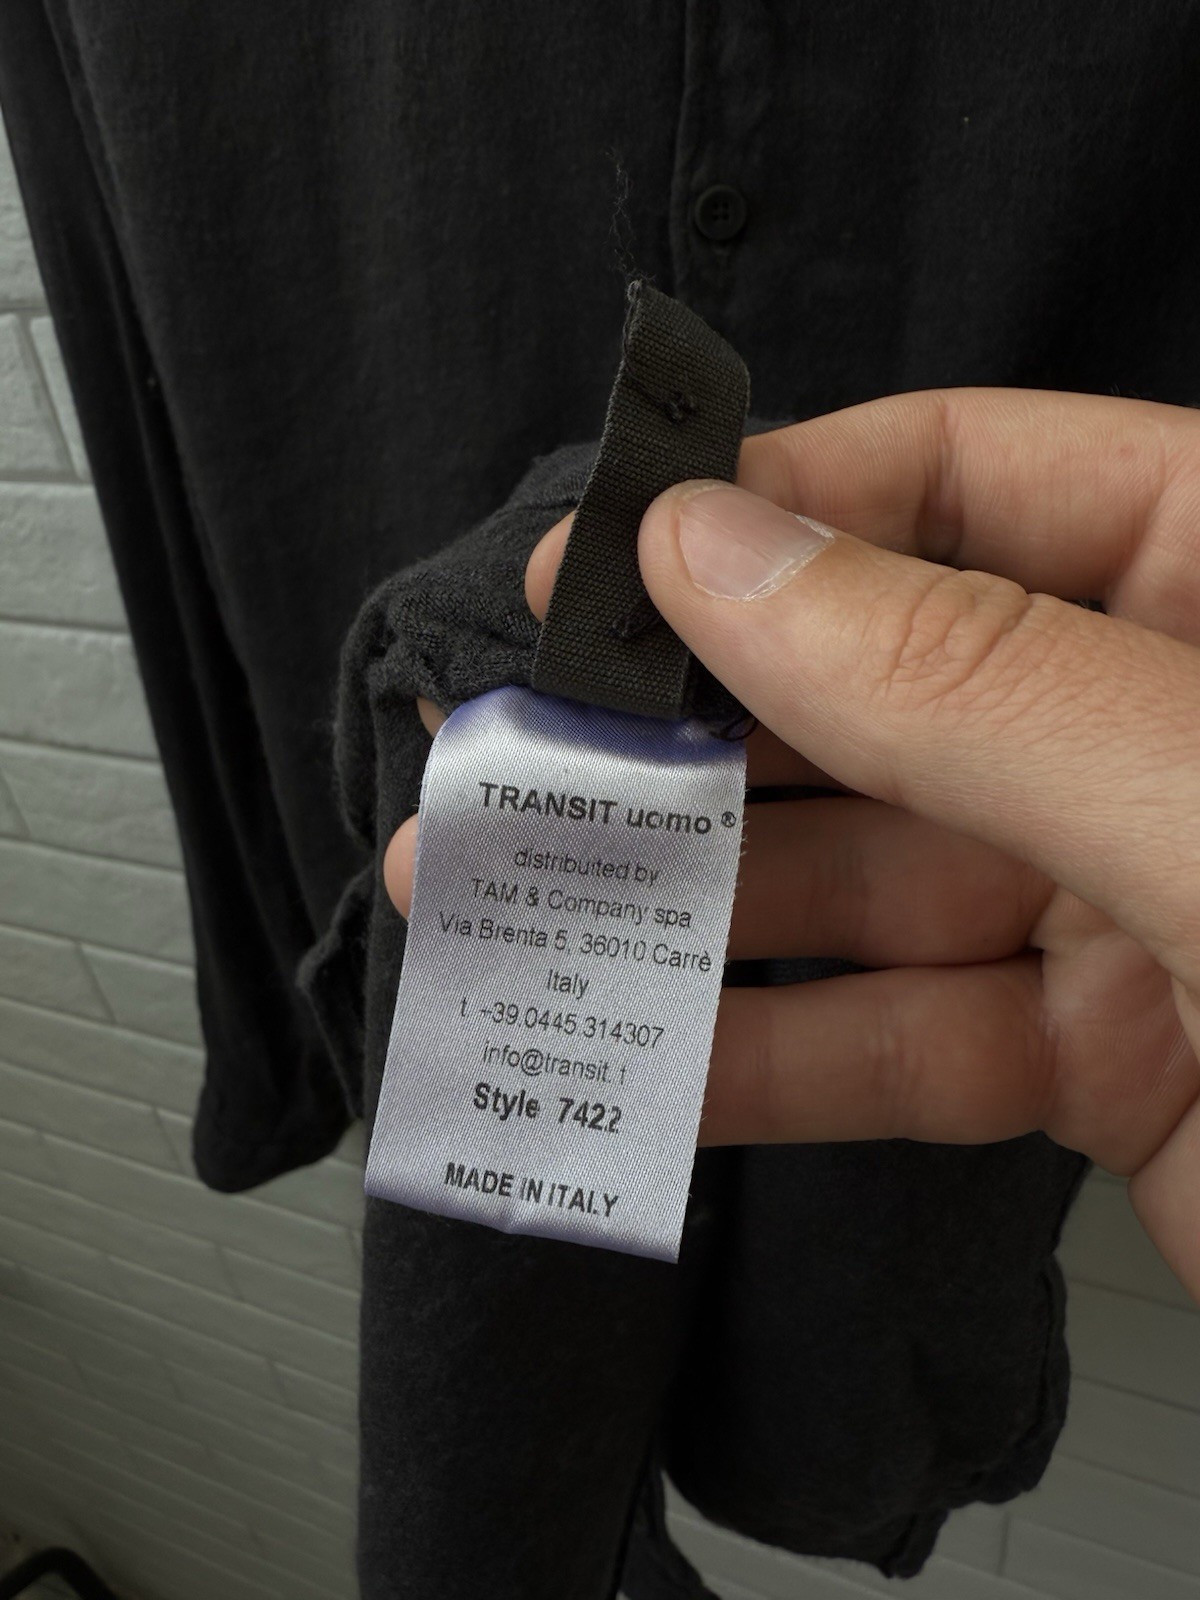 TRANSIT uomo ®
distribuited by
TAM & Company spa
Via Brenta 5, 36010 Carrè
Italy
t. +39.0445.314307
info@transit. t
Style 7422
MADE IN ITALY